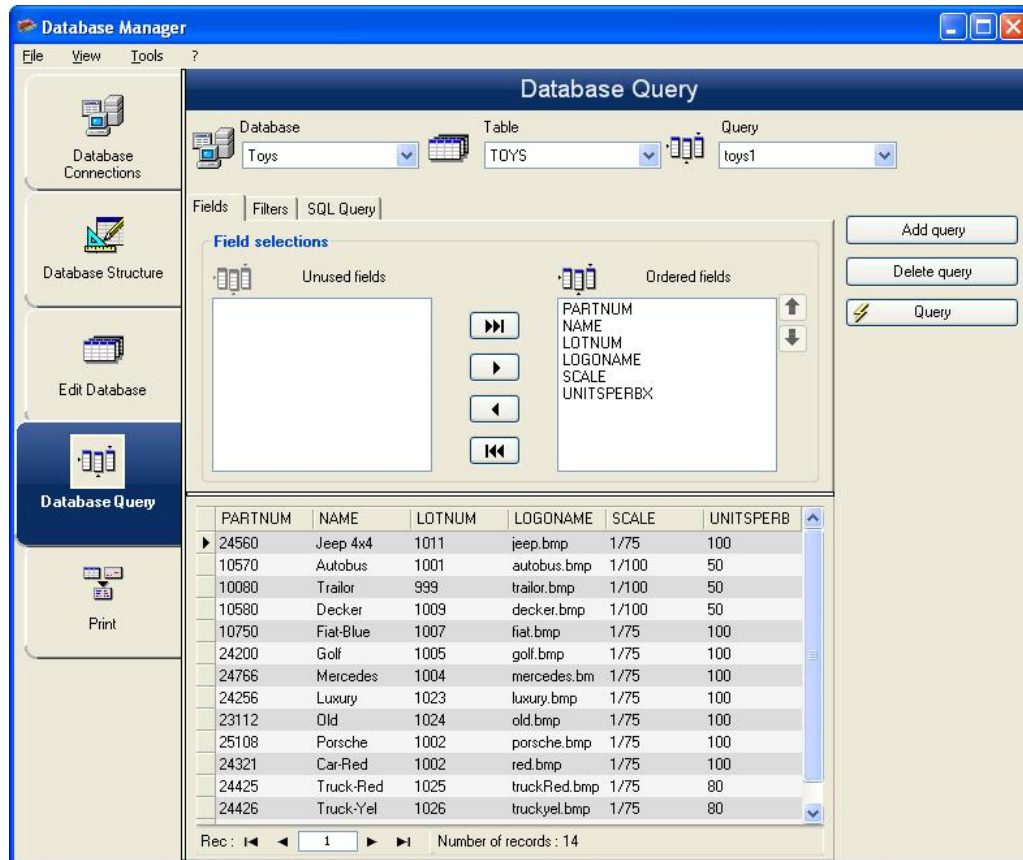 Database Manager
File View Tools ?
Database Connections
Database Structure
Edit Database
Database Query
Print
Database Query
Database Table Query
Toys TOYS toys1
Fields Filters SQL Query
Field selections
Unused fields Ordered fields
PARTNUM
NAME
LOTNUM
LOGONAME
SCALE
UNITSPERBX
Add query
Delete query
Query
PARTNUM NAME LOTNUM LOGONAME SCALE UNITSPERB
24560 Jeep 4x4 1011 jeep.bmp 1/75 100
10570 Autobus 1001 autobus.bmp 1/100 50
10080 Trailor 999 trailor.bmp 1/100 50
10580 Decker 1009 decker.bmp 1/100 50
10750 Fiat-Blue 1007 fiat.bmp 1/75 100
24200 Golf 1005 golf.bmp 1/75 100
24766 Mercedes 1004 mercedes.bm 1/75 100
24256 Luxury 1023 luxury.bmp 1/75 100
23112 Old 1024 old.bmp 1/75 100
25108 Porsche 1002 porsche.bmp 1/75 100
24321 Car-Red 1002 red.bmp 1/75 100
24425 Truck-Red 1025 truckRed.bmp 1/75 80
24426 Truck-Yel 1026 truckyel.bmp 1/75 80
Rec : 1 Number of records : 14